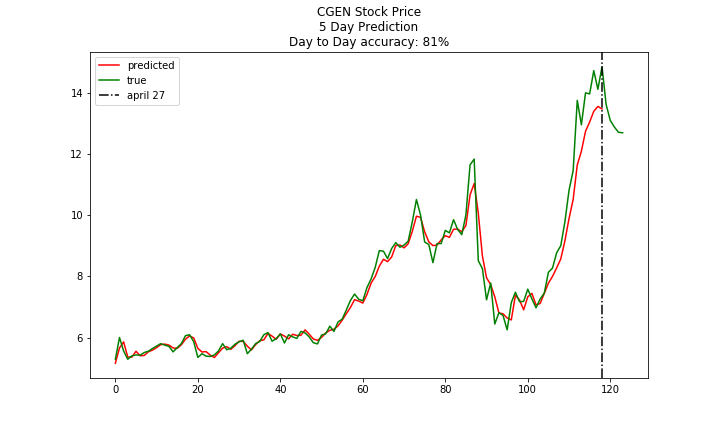 CGEN Stock Price
5 Day Prediction
Day to Day accuracy: 81%
predicted
true
april 27
14
12
10
8
6
0
20
40
60
80
100
120